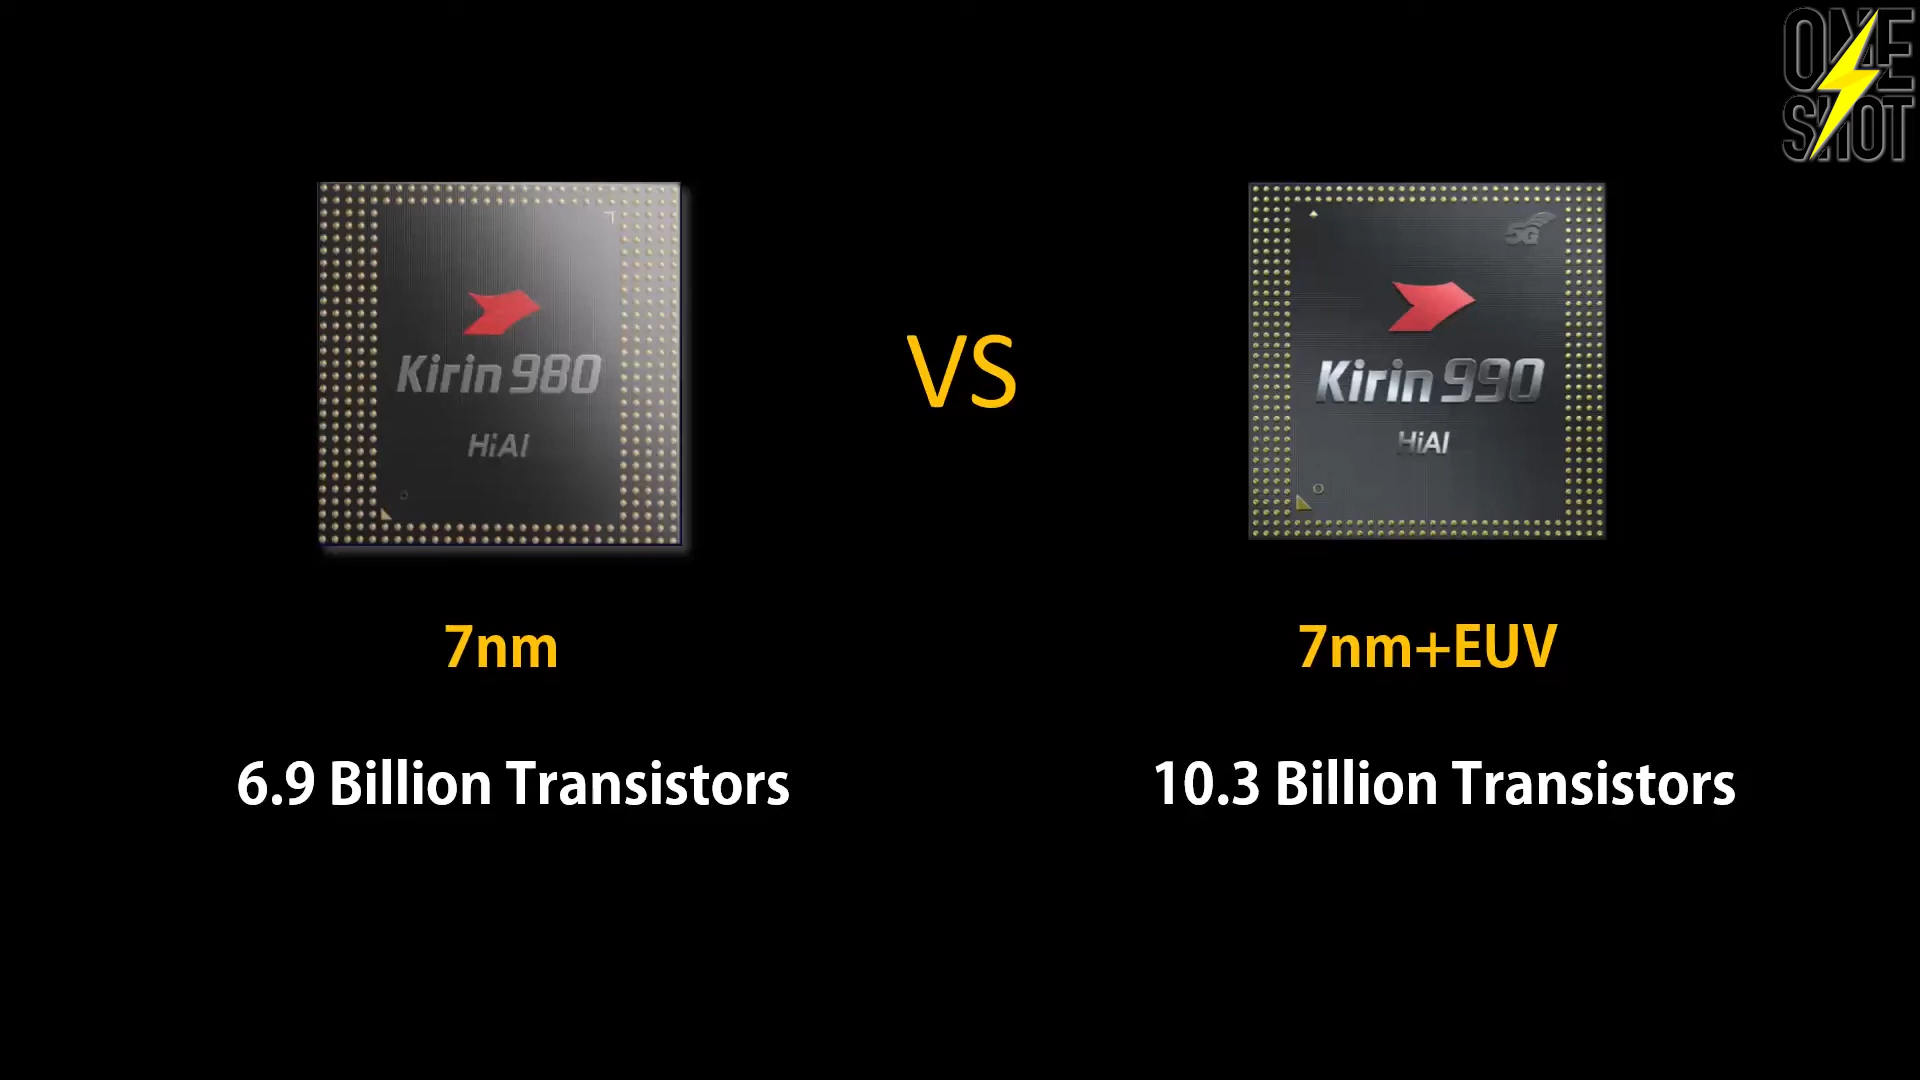 ONE
SHOT
5G
Kirin 980
HiAI
VS
Kirin 990
HiAI
7nm
7nm+EUV
6.9 Billion Transistors
10.3 Billion Transistors